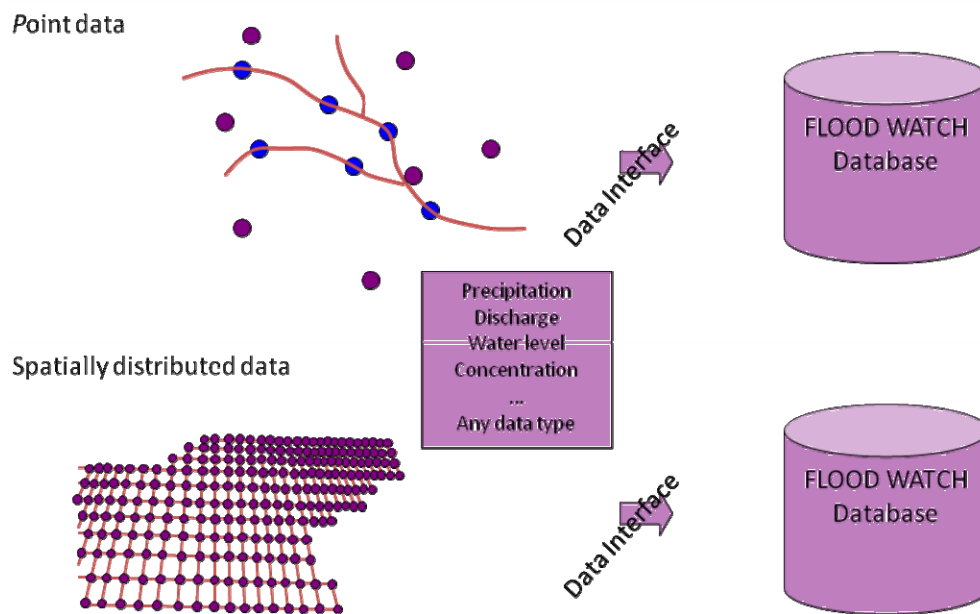 Point data
Data Interface
FLOOD WATCH
Database
Precipitation
Discharge
Water level
Concentration
...
Any data type
Spatially distributed data
Data Interface
FLOOD WATCH
Database